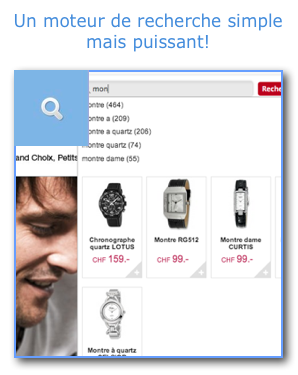 Un moteur de recherche simple
mais puissant!
mon
Reche
montre (464)
montre a (209)
montre a quartz (206)
montre quartz (74)
montre dame (55)
and Choix, Petits
Chronographe
quartz LOTUS
CHF 159.-
Montre RG512
CHF 99.-
Montre dame
CURTIS
CHF 99.-
Montre à quartz